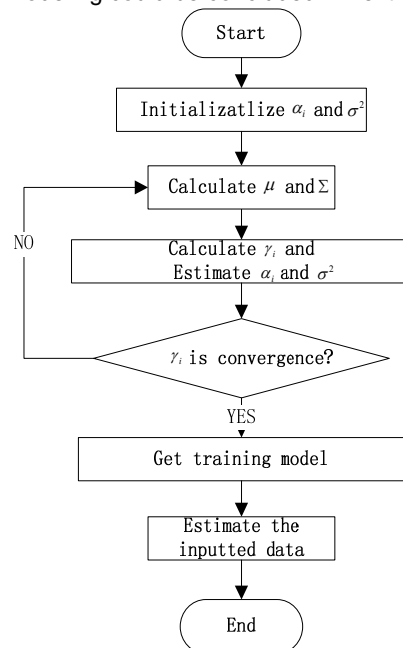 Start
Initializatlize αᵢ and σ²
Calculate μ and Σ
NO
Calculate γᵢ and
Estimate αᵢ and σ²
γᵢ is convergence?
YES
Get training model
Estimate the
inputted data
End